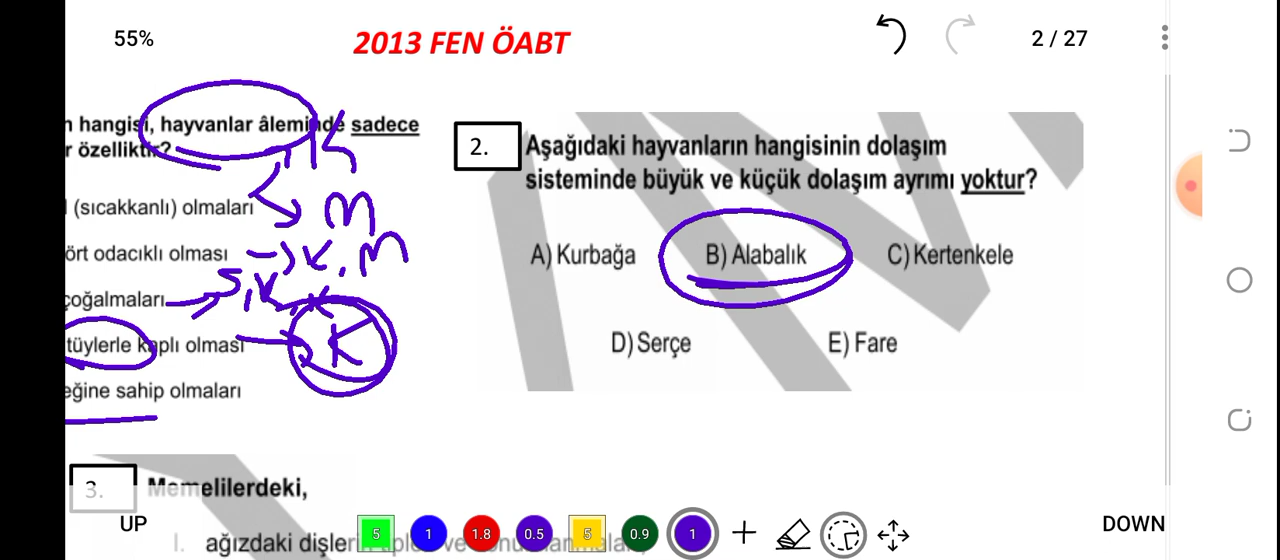 55%
2013 FEN ÖABT
2 / 27
n hangisi, hayvanlar âleminde sadece
r özelliktir?
K
l (sıcakkanlı) olmaları
M
ört odacıklı olması
K, M
çoğalmaları
S, K
tüylerle kaplı olması
K
eğine sahip olmaları
2.
Aşağıdaki hayvanların hangisinin dolaşım
sisteminde büyük ve küçük dolaşım ayrımı yoktur?
A) Kurbağa B) Alabalık C) Kertenkele
D) Serçe E) Fare
3.
Memelilerdeki,
I. ağızdaki dişlerin
UP
5 1 1.8 0.5 5 0.9 1
DOWN